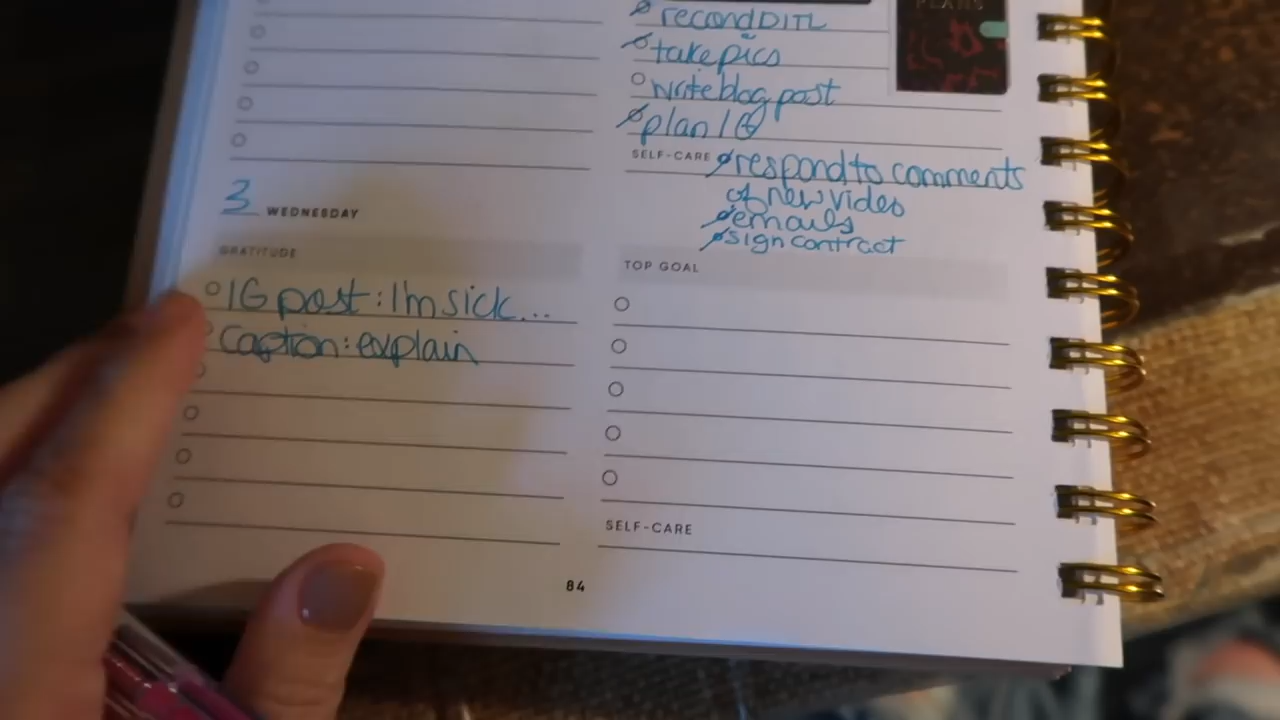 PLANS
record DITL
take pics
write blog post
plan IG
SELF-CARE
respond to comments
of new video
emails
sign contract
3 WEDNESDAY
GRATITUDE
IG post: I'm sick...
Caption: explain
TOP GOAL
SELF-CARE
84